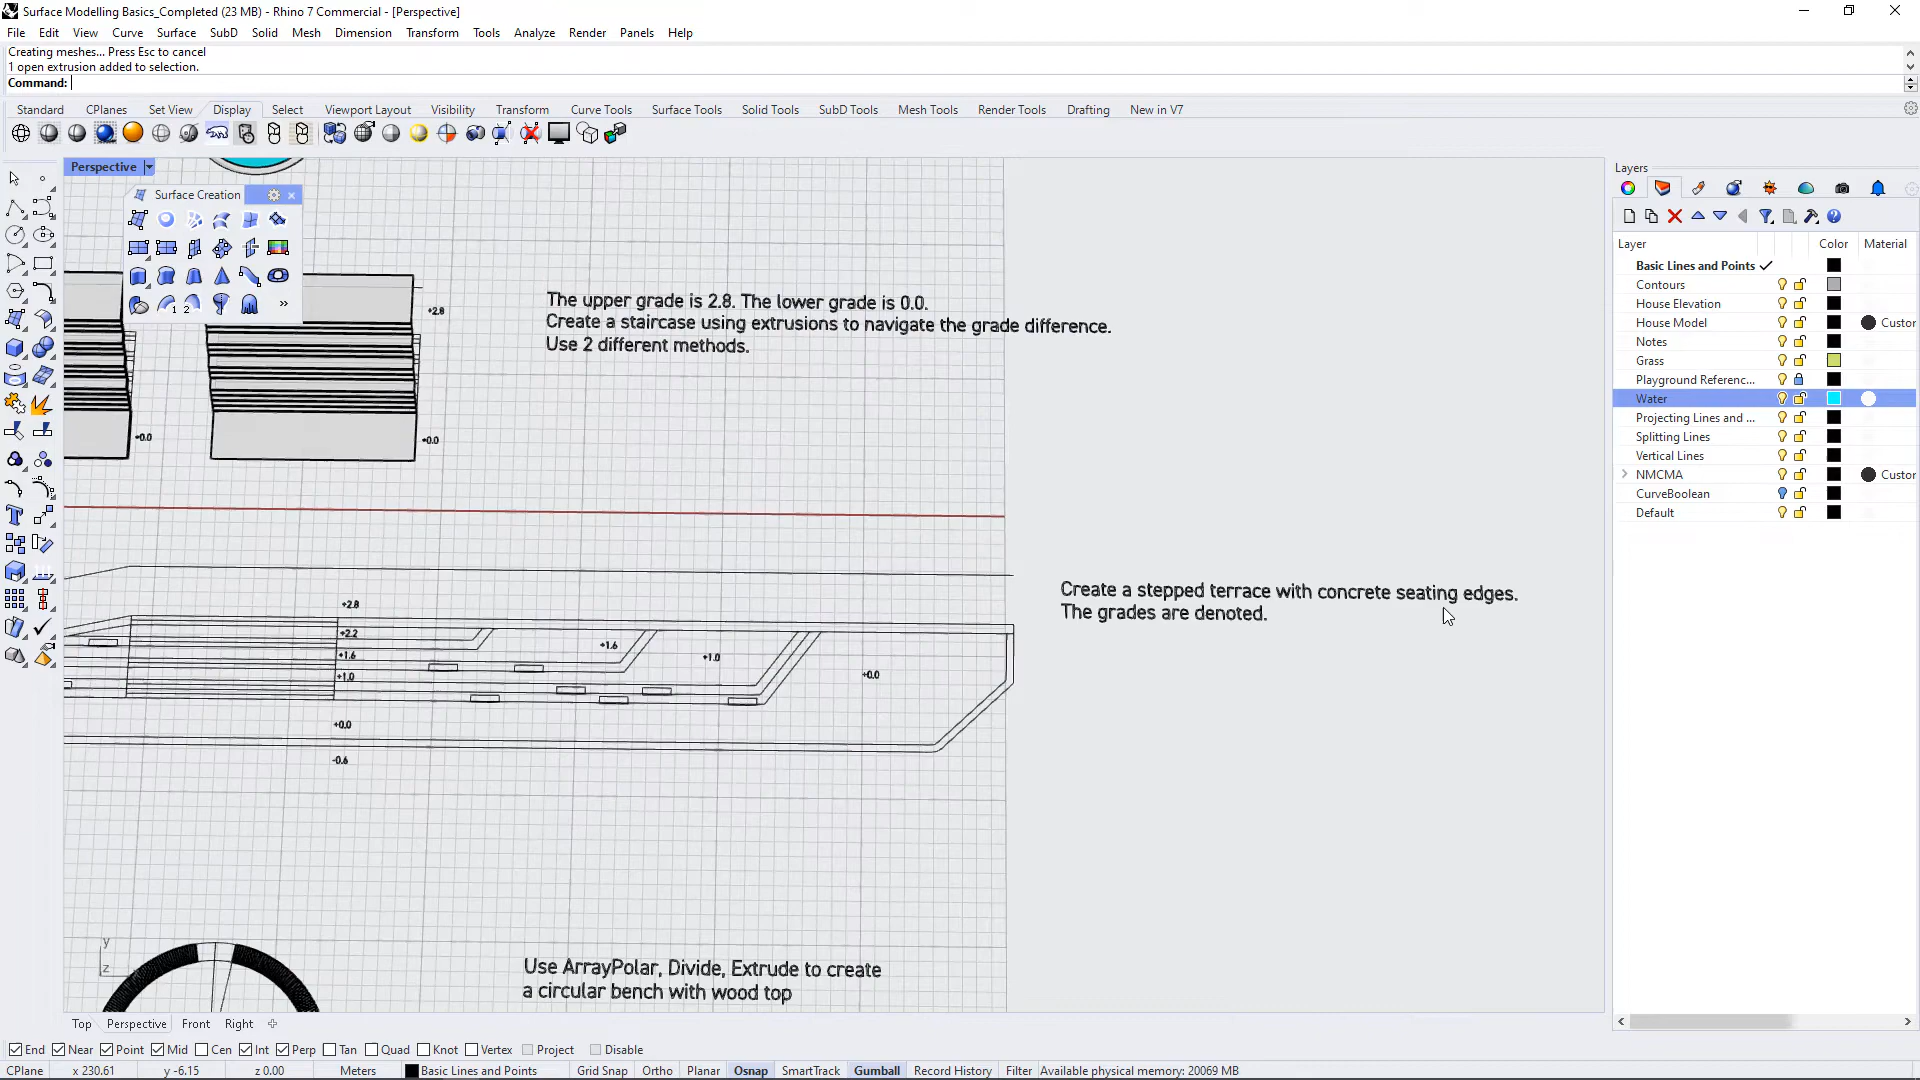 Surface Modelling Basics_Completed (23 MB) - Rhino 7 Commercial - [Perspective]
File Edit View Curve Surface SubD Solid Mesh Dimension Transform Tools Analyze Render Panels Help
Creating meshes... Press Esc to cancel
1 open extrusion added to selection.
Command:
Standard CPlanes Set View Display Select Viewport Layout Visibility Transform Curve Tools Surface Tools Solid Tools SubD Tools Mesh Tools Render Tools Drafting New in V7
Perspective
Surface Creation
1 2
»
+2.8
+0.0
+0.0
The upper grade is 2.8. The lower grade is 0.0.
Create a staircase using extrusions to navigate the grade difference.
Use 2 different methods.
+2.8
+2.2
+1.6
+1.0
+0.0
-0.6
+1.6
+1.0
+0.0
Create a stepped terrace with concrete seating edges.
The grades are denoted.
Use ArrayPolar, Divide, Extrude to create
a circular bench with wood top
y
z
Layers
Layer Color Material
Basic Lines and Points
Contours
House Elevation
House Model Custor
Notes
Grass
Playground Referenc...
Water
Projecting Lines and ...
Splitting Lines
Vertical Lines
NMCMA Custor
CurveBoolean
Default
Top Perspective Front Right
End Near Point Mid Cen Int Perp Tan Quad Knot Vertex Project Disable
CPlane x 230.61 y -6.15 z 0.00 Meters Basic Lines and Points Grid Snap Ortho Planar Osnap SmartTrack Gumball Record History Filter Available physical memory: 20069 MB